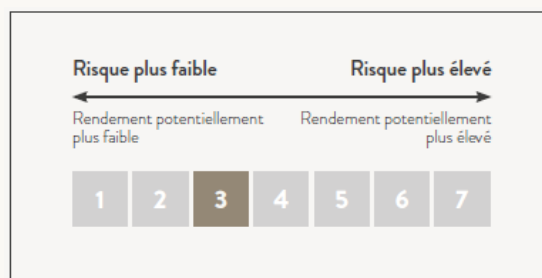 Risque plus faible Risque plus élevé
Rendement potentiellement Rendement potentiellement
plus faible plus élevé
1 2 3 4 5 6 7